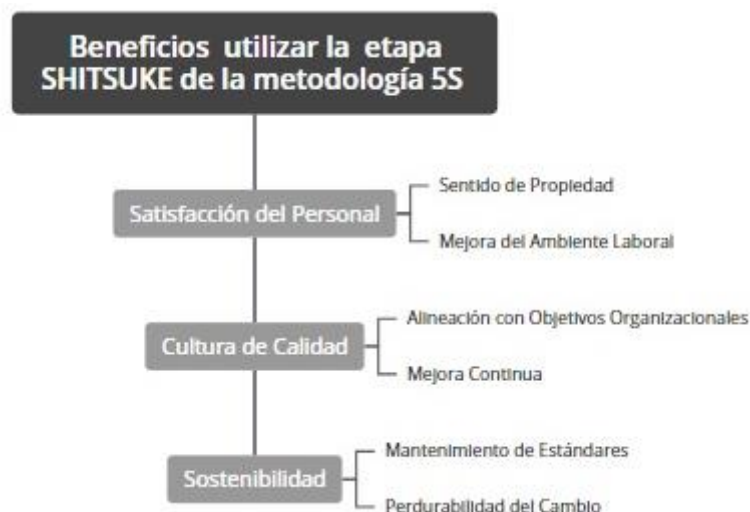 Beneficios utilizar la etapa
SHITSUKE de la metodología 5S
Satisfacción del Personal
Sentido de Propiedad
Mejora del Ambiente Laboral
Cultura de Calidad
Alineación con Objetivos Organizacionales
Mejora Continua
Sostenibilidad
Mantenimiento de Estándares
Perdurabilidad del Cambio